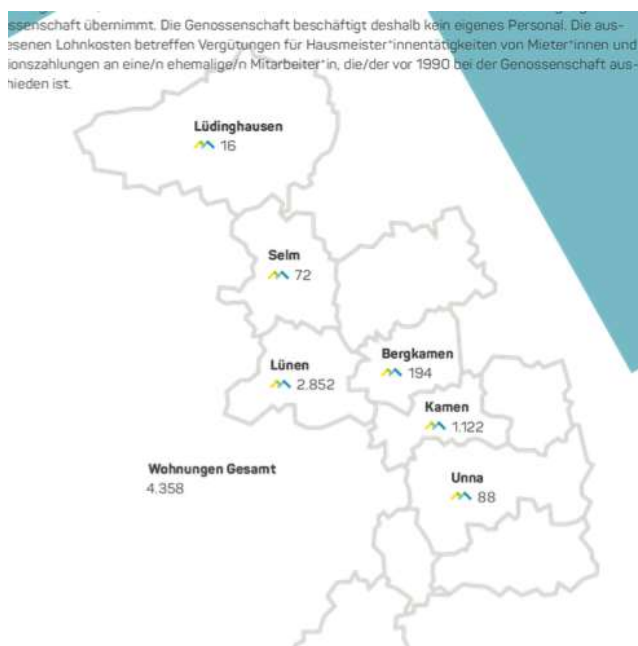 ssenschaft übernimmt. Die Genossenschaft beschäftigt deshalb kein eigenes Personal. Die aus-
esenen Lohnkosten betreffen Vergütungen für Hausmeister*innentätigkeiten von Mieter*innen und
ionszahlungen an eine/n ehemalige/n Mitarbeiter*in, die/der vor 1990 bei der Genossenschaft aus-
hieden ist.
Lüdinghausen
16
Selm
72
Bergkamen
194
Lünen
2.852
Kamen
1.122
Wohnungen Gesamt
4.358
Unna
88